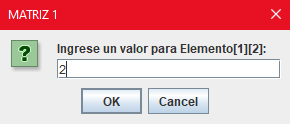 MATRIZ 1
Ingrese un valor para Elemento[1][2]:
2
OK Cancel